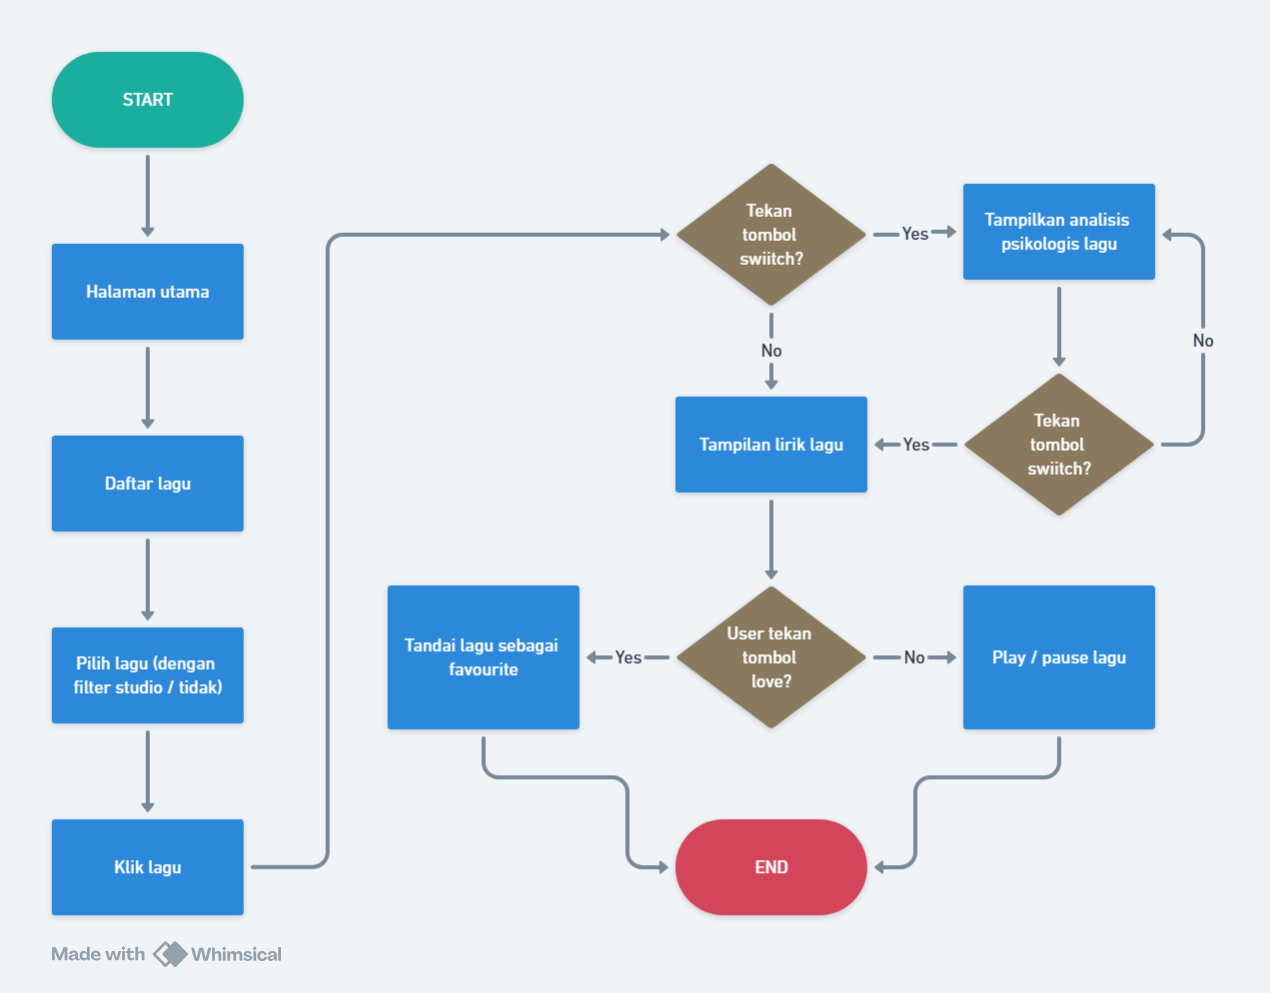 START
Halaman utama
Daftar lagu
Pilih lagu (dengan
filter studio / tidak)
Klik lagu
Tekan
tombol
swiitch?
Yes
Tampilkan analisis
psikologis lagu
No
No
Tampilan lirik lagu
Yes
Tekan
tombol
swiitch?
Tandai lagu sebagai
favourite
Yes
User tekan
tombol
love?
No
Play / pause lagu
END
Made with Whimsical